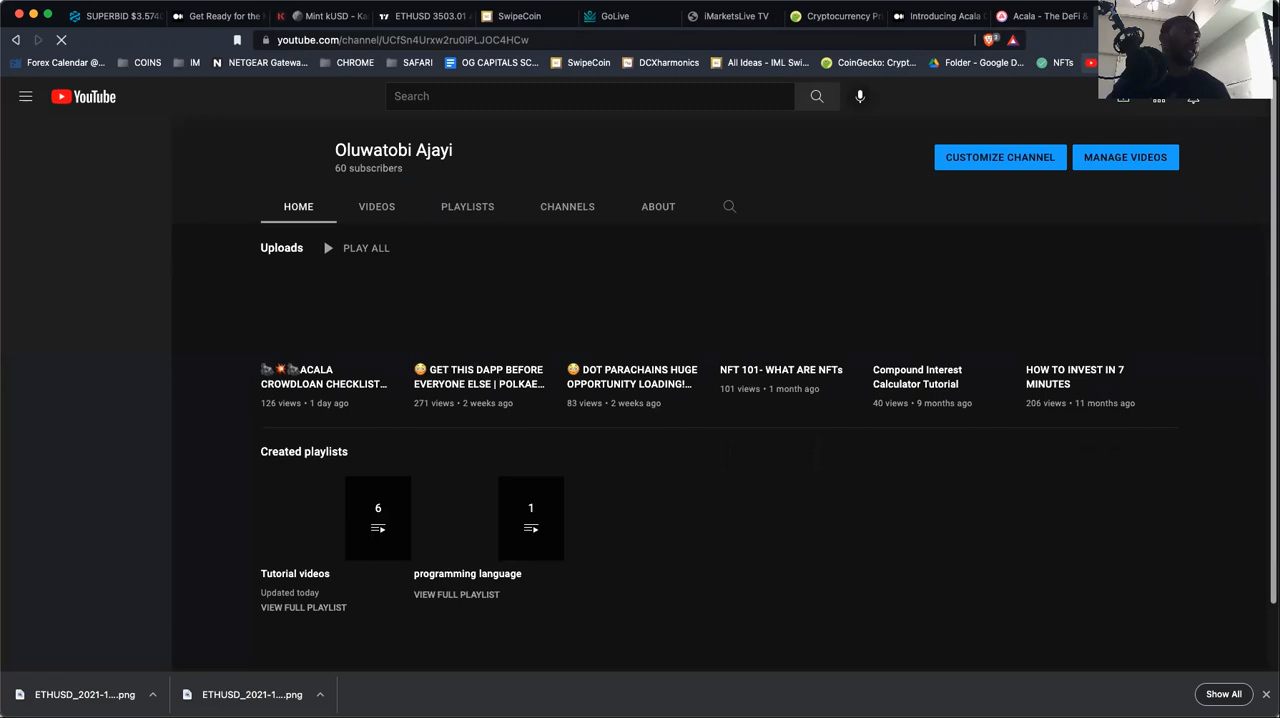 SUPERBID $3.574
Get Ready for the
Mint kUSD - Ka
ETHUSD 3503.01
SwipeCoin
GoLive
iMarketsLive TV
Cryptocurrency Pr
Introducing Acala
Acala - The DeFi &
youtube.com/channel/UCfSn4Urxw2ru0iPLJOC4HCw
Forex Calendar @...
COINS
IM
NETGEAR Gatewa...
CHROME
SAFARI
OG CAPITALS SC...
SwipeCoin
DCXharmonics
All Ideas - IML Swi...
CoinGecko: Crypt...
Folder - Google D...
NFTs
YouTube
Search
Oluwatobi Ajayi
60 subscribers
CUSTOMIZE CHANNEL
MANAGE VIDEOS
HOME
VIDEOS
PLAYLISTS
CHANNELS
ABOUT
Uploads
PLAY ALL
ACALA
CROWDLOAN CHECKLIST...
126 views • 1 day ago
GET THIS DAPP BEFORE
EVERYONE ELSE | POLKAE...
271 views • 2 weeks ago
DOT PARACHAINS HUGE
OPPORTUNITY LOADING!...
83 views • 2 weeks ago
NFT 101- WHAT ARE NFTs
101 views • 1 month ago
Compound Interest
Calculator Tutorial
40 views • 9 months ago
HOW TO INVEST IN 7
MINUTES
206 views • 11 months ago
Created playlists
6
1
Tutorial videos
Updated today
VIEW FULL PLAYLIST
programming language
VIEW FULL PLAYLIST
ETHUSD_2021-1....png
ETHUSD_2021-1....png
Show All